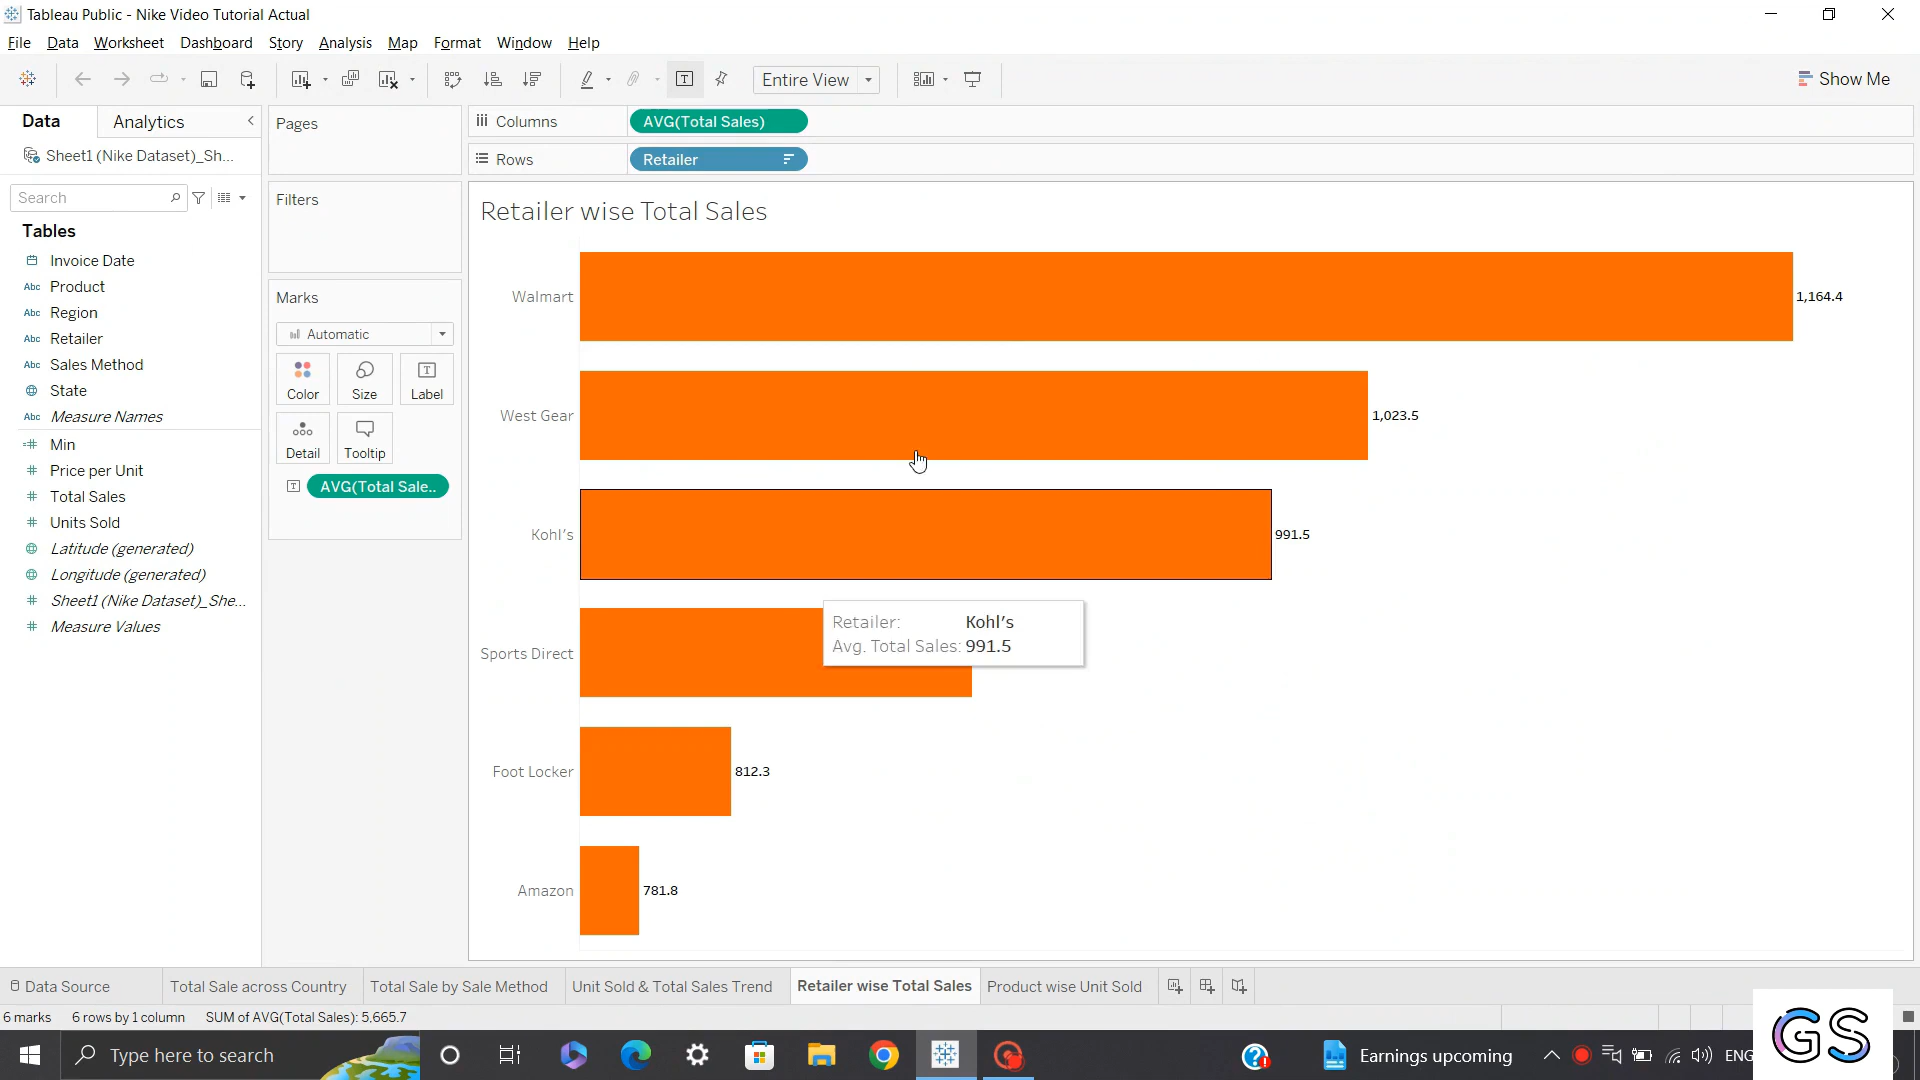 Tableau Public - Nike Video Tutorial Actual
File Data Worksheet Dashboard Story Analysis Map Format Window Help
Entire View
Show Me
Data Analytics
Sheet1 (Nike Dataset)_Sh...
Search
Tables
Invoice Date
Abc Product
Abc Region
Abc Retailer
Abc Sales Method
State
Abc Measure Names
Min
Price per Unit
Total Sales
Units Sold
Latitude (generated)
Longitude (generated)
Sheet1 (Nike Dataset)_She...
Measure Values
Pages
Filters
Marks
Automatic
Color Size Label
Detail Tooltip
AVG(Total Sale..
Columns AVG(Total Sales)
Rows Retailer
Retailer wise Total Sales
Walmart 1,164.4
West Gear 1,023.5
Kohl's 991.5
Sports Direct
Retailer: Kohl's
Avg. Total Sales: 991.5
Foot Locker 812.3
Amazon 781.8
Data Source Total Sale across Country Total Sale by Sale Method Unit Sold & Total Sales Trend Retailer wise Total Sales Product wise Unit Sold
6 marks 6 rows by 1 column SUM of AVG(Total Sales): 5,665.7
Type here to search
Earnings upcoming
ENG
GS